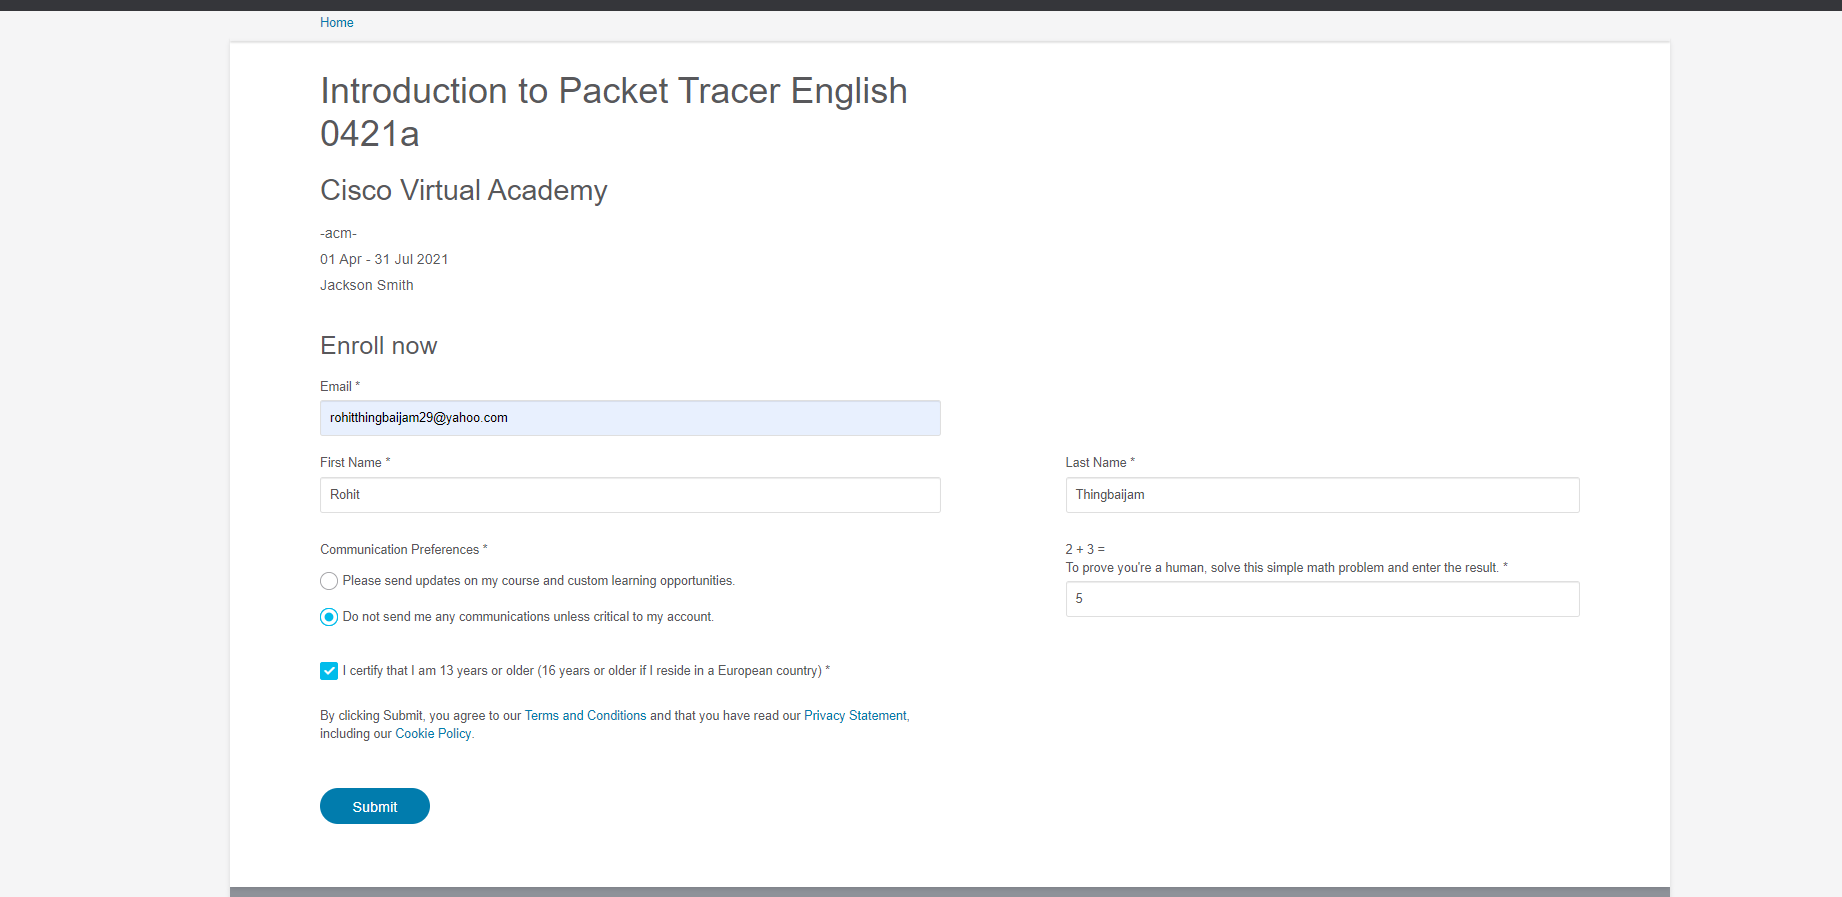 Home
Introduction to Packet Tracer English
0421a
Cisco Virtual Academy
-acm-
01 Apr - 31 Jul 2021
Jackson Smith
Enroll now
Email *
rohitthingbaijam29@yahoo.com
First Name *
Rohit
Last Name *
Thingbaijam
Communication Preferences *
Please send updates on my course and custom learning opportunities.
Do not send me any communications unless critical to my account.
2 + 3 =
To prove you're a human, solve this simple math problem and enter the result. *
5
I certify that I am 13 years or older (16 years or older if I reside in a European country) *
By clicking Submit, you agree to our Terms and Conditions and that you have read our Privacy Statement,
including our Cookie Policy.
Submit